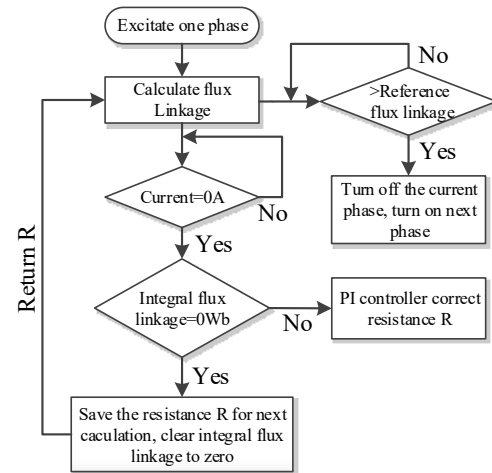 Excitate one phase
Calculate flux
Linkage
No
>Reference
flux linkage
Yes
Turn off the current
phase, turn on next
phase
Current=0A
No
Yes
Return R
Integral flux
linkage=0Wb
No
PI controller correct
resistance R
Yes
Save the resistance R for next
caculation, clear integral flux
linkage to zero